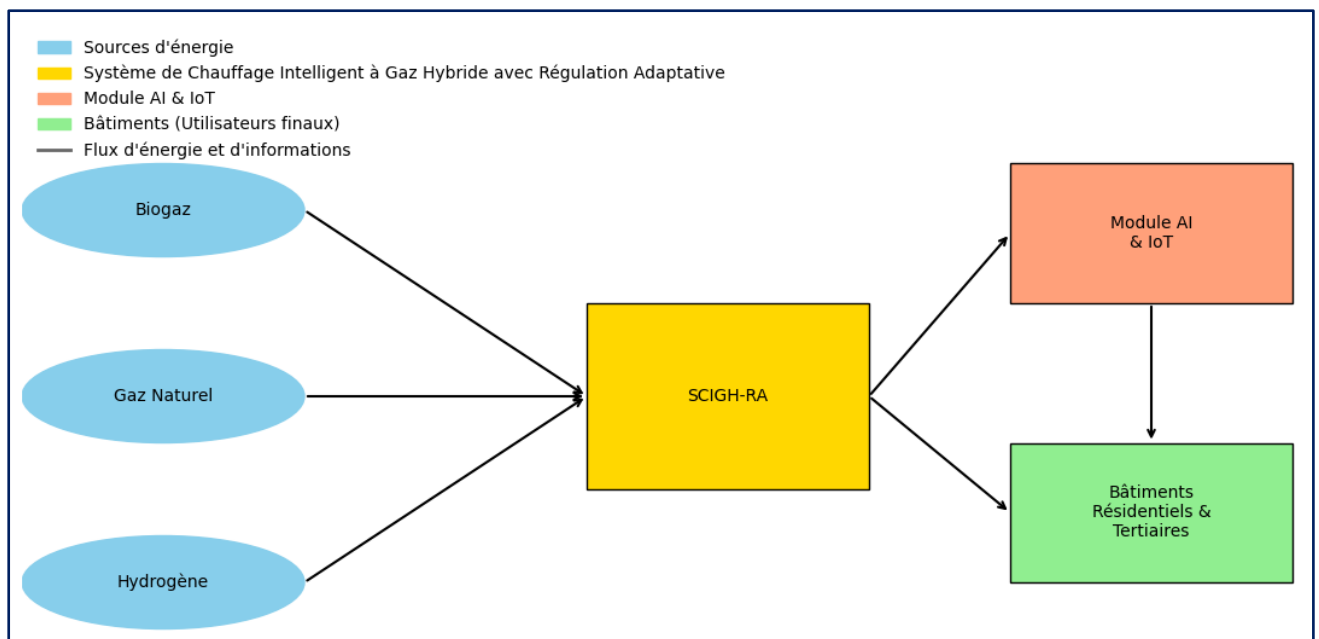 Sources d'énergie
Système de Chauffage Intelligent à Gaz Hybride avec Régulation Adaptative
Module AI & IoT
Bâtiments (Utilisateurs finaux)
Flux d'énergie et d'informations
Biogaz
Module AI
& IoT
Gaz Naturel
SCIGH-RA
Bâtiments
Résidentiels &
Tertiaires
Hydrogène